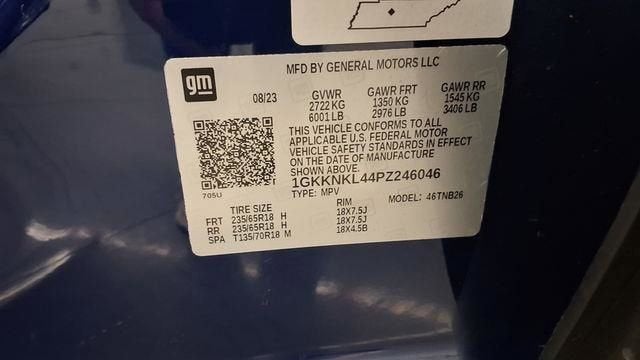 gm
MFD BY GENERAL MOTORS LLC
08/23
GVWR GAWR FRT GAWR RR
2722 KG 1350 KG 1545 KG
6001 LB 2976 LB 3406 LB
THIS VEHICLE CONFORMS TO ALL
APPLICABLE U.S. FEDERAL MOTOR
VEHICLE SAFETY STANDARDS IN EFFECT
ON THE DATE OF MANUFACTURE
SHOWN ABOVE.
1GKKNKL44PZ246046
705U
TYPE: MPV MODEL: 46TNB26
TIRE SIZE RIM
FRT 235/65R18 H 18X7.5J
RR 235/65R18 H 18X7.5J
SPA T135/70R18 M 18X4.5B